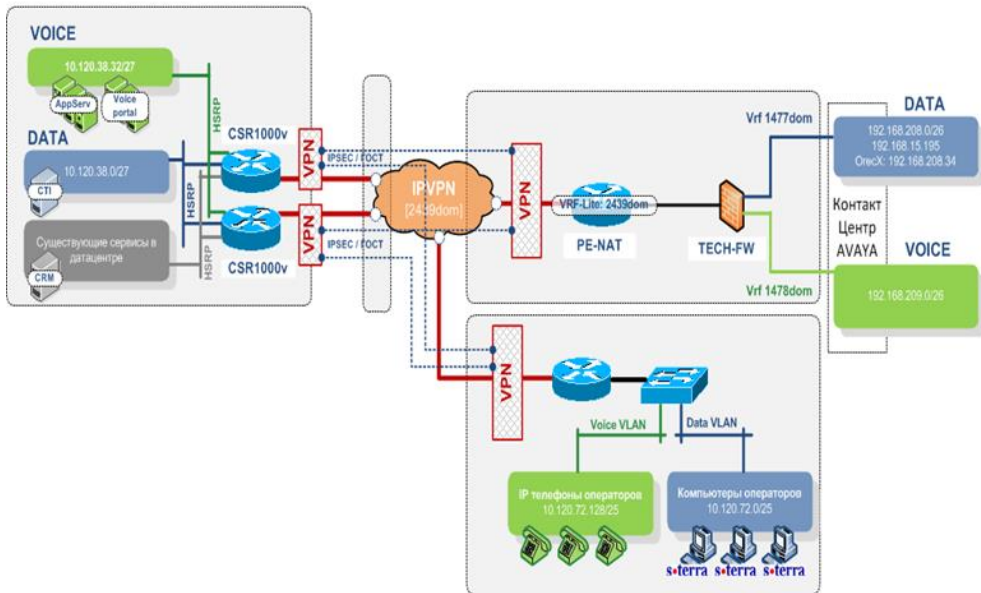 VOICE
10.120.38.32/27
AppServ
Voice
portal
HSRP
DATA
10.120.38.0/27
CTI
HSRP
Существующие сервисы в
датацентре
CRM
HSRP
CSR1000v
CSR1000v
VPN
VPN
IPSEC / ГОСТ
IPSEC / ГОСТ
IPVPN
[2439dom]
VPN
VRF-Lite: 2439dom
PE-NAT
TECH-FW
Vrf 1477dom
Vrf 1478dom
DATA
192.168.208.0/26
192.168.15.195
OrecX: 192.168.208.34
Контакт
Центр
AVAYA
VOICE
192.168.209.0/26
VPN
Voice VLAN
Data VLAN
IP телефоны операторов
10.120.72.128/25
Компьютеры операторов
10.120.72.0/25
s•terra
s•terra
s•terra